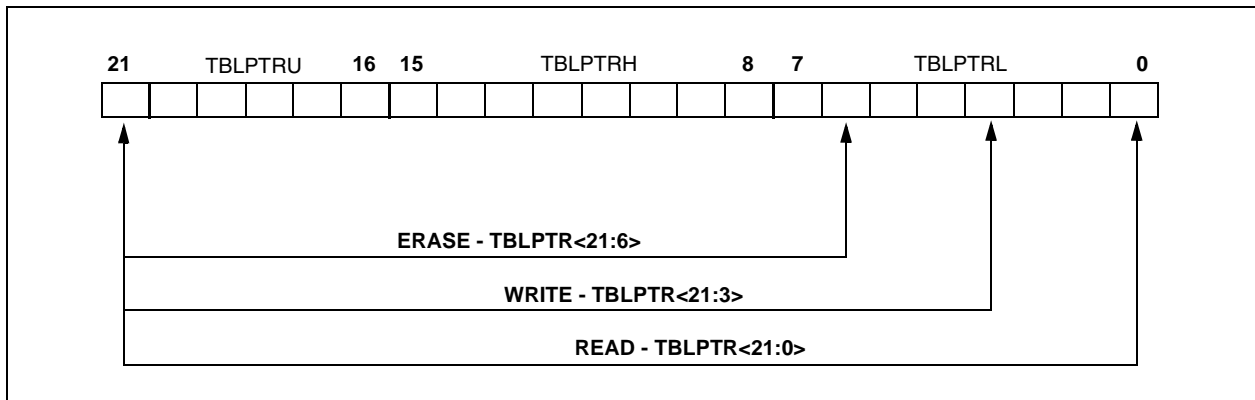 21 TBLPTRU 16 15 TBLPTRH 8 7 TBLPTRL 0
ERASE - TBLPTR<21:6>
WRITE - TBLPTR<21:3>
READ - TBLPTR<21:0>